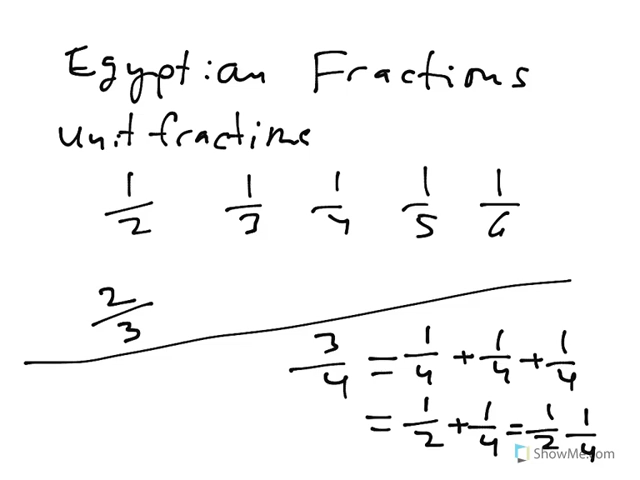 Egyptian Fractions
unit fractions
1/2 1/3 1/4 1/5 1/6
2/3
3/4 = 1/4 + 1/4 + 1/4
= 1/2 + 1/4 = 1/2 1/4
ShowMe.com